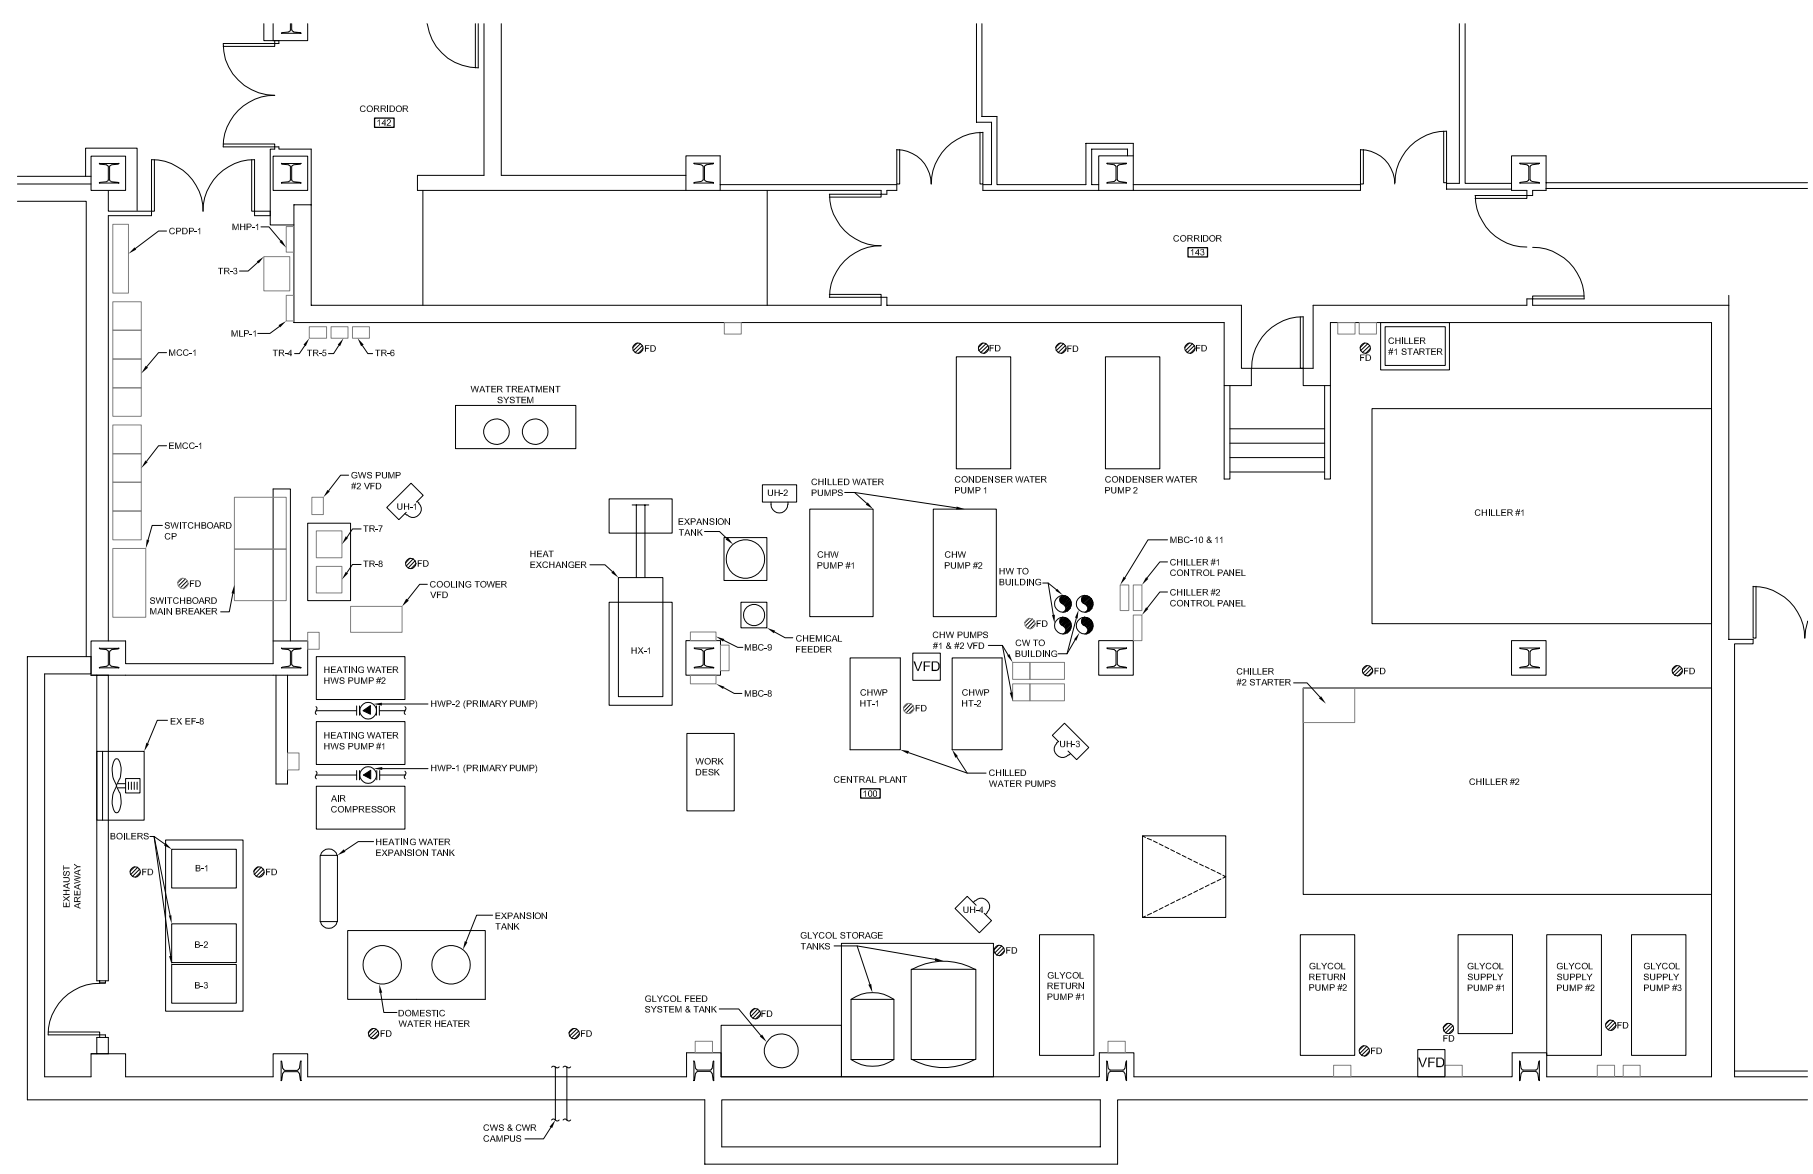 CORRIDOR
142
CPDP-1
MHP-1
TR-3
MLP-1
CORRIDOR
143
MCC-1
TR-4
TR-5
TR-6
FD
FD
FD
FD
FD
CHILLER
#1 STARTER
WATER TREATMENT
SYSTEM
EMCC-1
GWS PUMP
#2 VFD
UH-1
UH-2
CHILLED WATER
PUMPS
CONDENSER WATER
PUMP 1
CONDENSER WATER
PUMP 2
CHILLER #1
SWITCHBOARD
CP
TR-7
TR-8
FD
FD
SWITCHBOARD
MAIN BREAKER
COOLING TOWER
VFD
HEAT
EXCHANGER
EXPANSION
TANK
CHW
PUMP #1
CHW
PUMP #2
HW TO
BUILDING
MBC-10 & 11
CHILLER #1
CONTROL PANEL
CHILLER #2
CONTROL PANEL
FD
CHEMICAL
FEEDER
CHW PUMPS
#1 & #2 VFD
CW TO
BUILDING
HX-1
MBC-9
MBC-8
VFD
CHWP
HT-1
CHWP
HT-2
FD
FD
FD
CHILLER
#2 STARTER
HEATING WATER
HWS PUMP #2
HWP-2 (PRIMARY PUMP)
HEATING WATER
HWS PUMP #1
HWP-1 (PRIMARY PUMP)
AIR
COMPRESSOR
EX EF-8
WORK
DESK
UH-3
CENTRAL PLANT
100
CHILLED
WATER PUMPS
CHILLER #2
BOILERS
HEATING WATER
EXPANSION TANK
EXHAUST
AREAWAY
FD
B-1
FD
B-2
B-3
EXPANSION
TANK
UH-4
GLYCOL STORAGE
TANKS
FD
GLYCOL
RETURN
PUMP #1
GLYCOL
RETURN
PUMP #2
GLYCOL
SUPPLY
PUMP #1
GLYCOL
SUPPLY
PUMP #2
GLYCOL
SUPPLY
PUMP #3
DOMESTIC
WATER HEATER
GLYCOL FEED
SYSTEM & TANK
FD
FD
FD
FD
FD
FD
VFD
CWS & CWR
CAMPUS